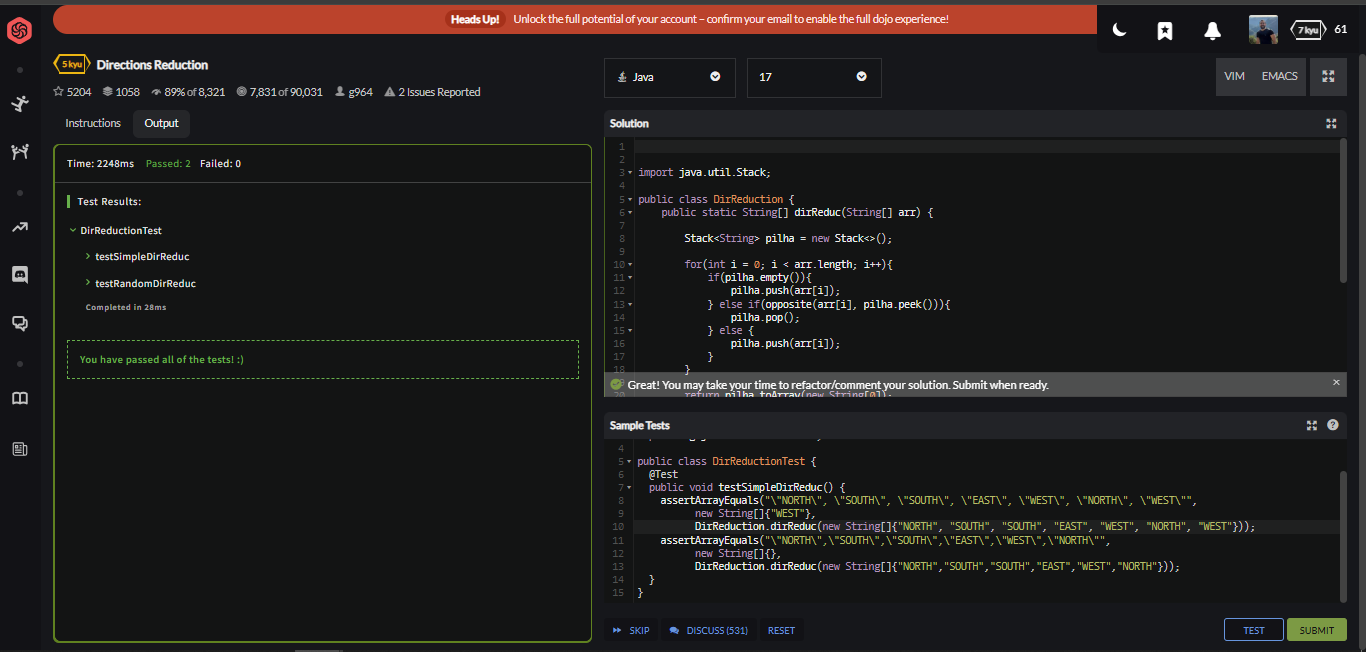 Heads Up! Unlock the full potential of your account – confirm your email to enable the full dojo experience!
7 kyu 61
5 kyu Directions Reduction
5204 1058 89% of 8,321 7,831 of 90,031 g964 2 Issues Reported
Instructions Output
Time: 2248ms Passed: 2 Failed: 0
Test Results:
DirReductionTest
testSimpleDirReduc
testRandomDirReduc
Completed in 28ms
You have passed all of the tests! :)
Java 17 VIM EMACS
Solution
1
2
3 import java.util.Stack;
4
5 public class DirReduction {
6 public static String[] dirReduc(String[] arr) {
7
8 Stack<String> pilha = new Stack<>();
9
10 for(int i = 0; i < arr.length; i++){
11 if(pilha.empty()){
12 pilha.push(arr[i]);
13 } else if(opposite(arr[i], pilha.peek())){
14 pilha.pop();
15 } else {
16 pilha.push(arr[i]);
17 }
18 }
Great! You may take your time to refactor/comment your solution. Submit when ready.
20 return pilha.toArray(new String[0]);
Sample Tests
4
5 public class DirReductionTest {
6 @Test
7 public void testSimpleDirReduc() {
8 assertArrayEquals("\"NORTH\", \"SOUTH\", \"SOUTH\", \"EAST\", \"WEST\", \"NORTH\", \"WEST\"",
9 new String[]{"WEST"},
10 DirReduction.dirReduc(new String[]{"NORTH", "SOUTH", "SOUTH", "EAST", "WEST", "NORTH", "WEST"}));
11 assertArrayEquals("\"NORTH\",\"SOUTH\",\"SOUTH\",\"EAST\",\"WEST\",\"NORTH\"",
12 new String[]{},
13 DirReduction.dirReduc(new String[]{"NORTH","SOUTH","SOUTH","EAST","WEST","NORTH"}));
14 }
15 }
SKIP DISCUSS (531) RESET TEST SUBMIT